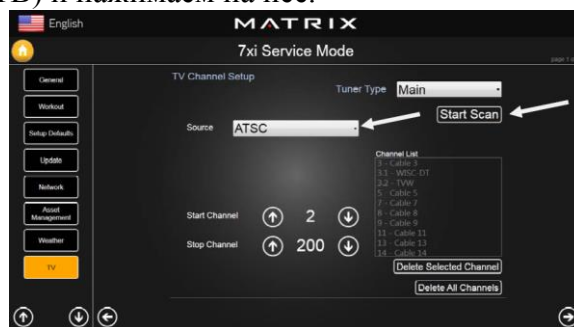 TB) и нажимаем на нее.
English
MATRIX
7xi Service Mode
page 1 o
General
Workout
Setup Defaults
Update
Network
Asset
Management
Weather
TV
TV Channel Setup
Tuner Type Main
Start Scan
Source ATSC
Channel List
3 - Cable 3
3.1 - WISC-DT
3.2 - TVW
5 - Cable 5
7 - Cable 7
8 - Cable 8
9 - Cable 9
11 - Cable 11
13 - Cable 13
14 - Cable 14
Start Channel 2
Stop Channel 200
Delete Selected Channel
Delete All Channels